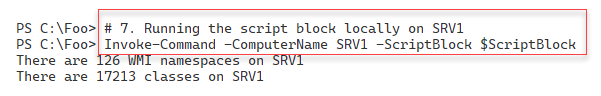 PS C:\Foo> # 7. Running the script block locally on SRV1
PS C:\Foo> Invoke-Command -ComputerName SRV1 -ScriptBlock $ScriptBlock
There are 126 WMI namespaces on SRV1
There are 17213 classes on SRV1